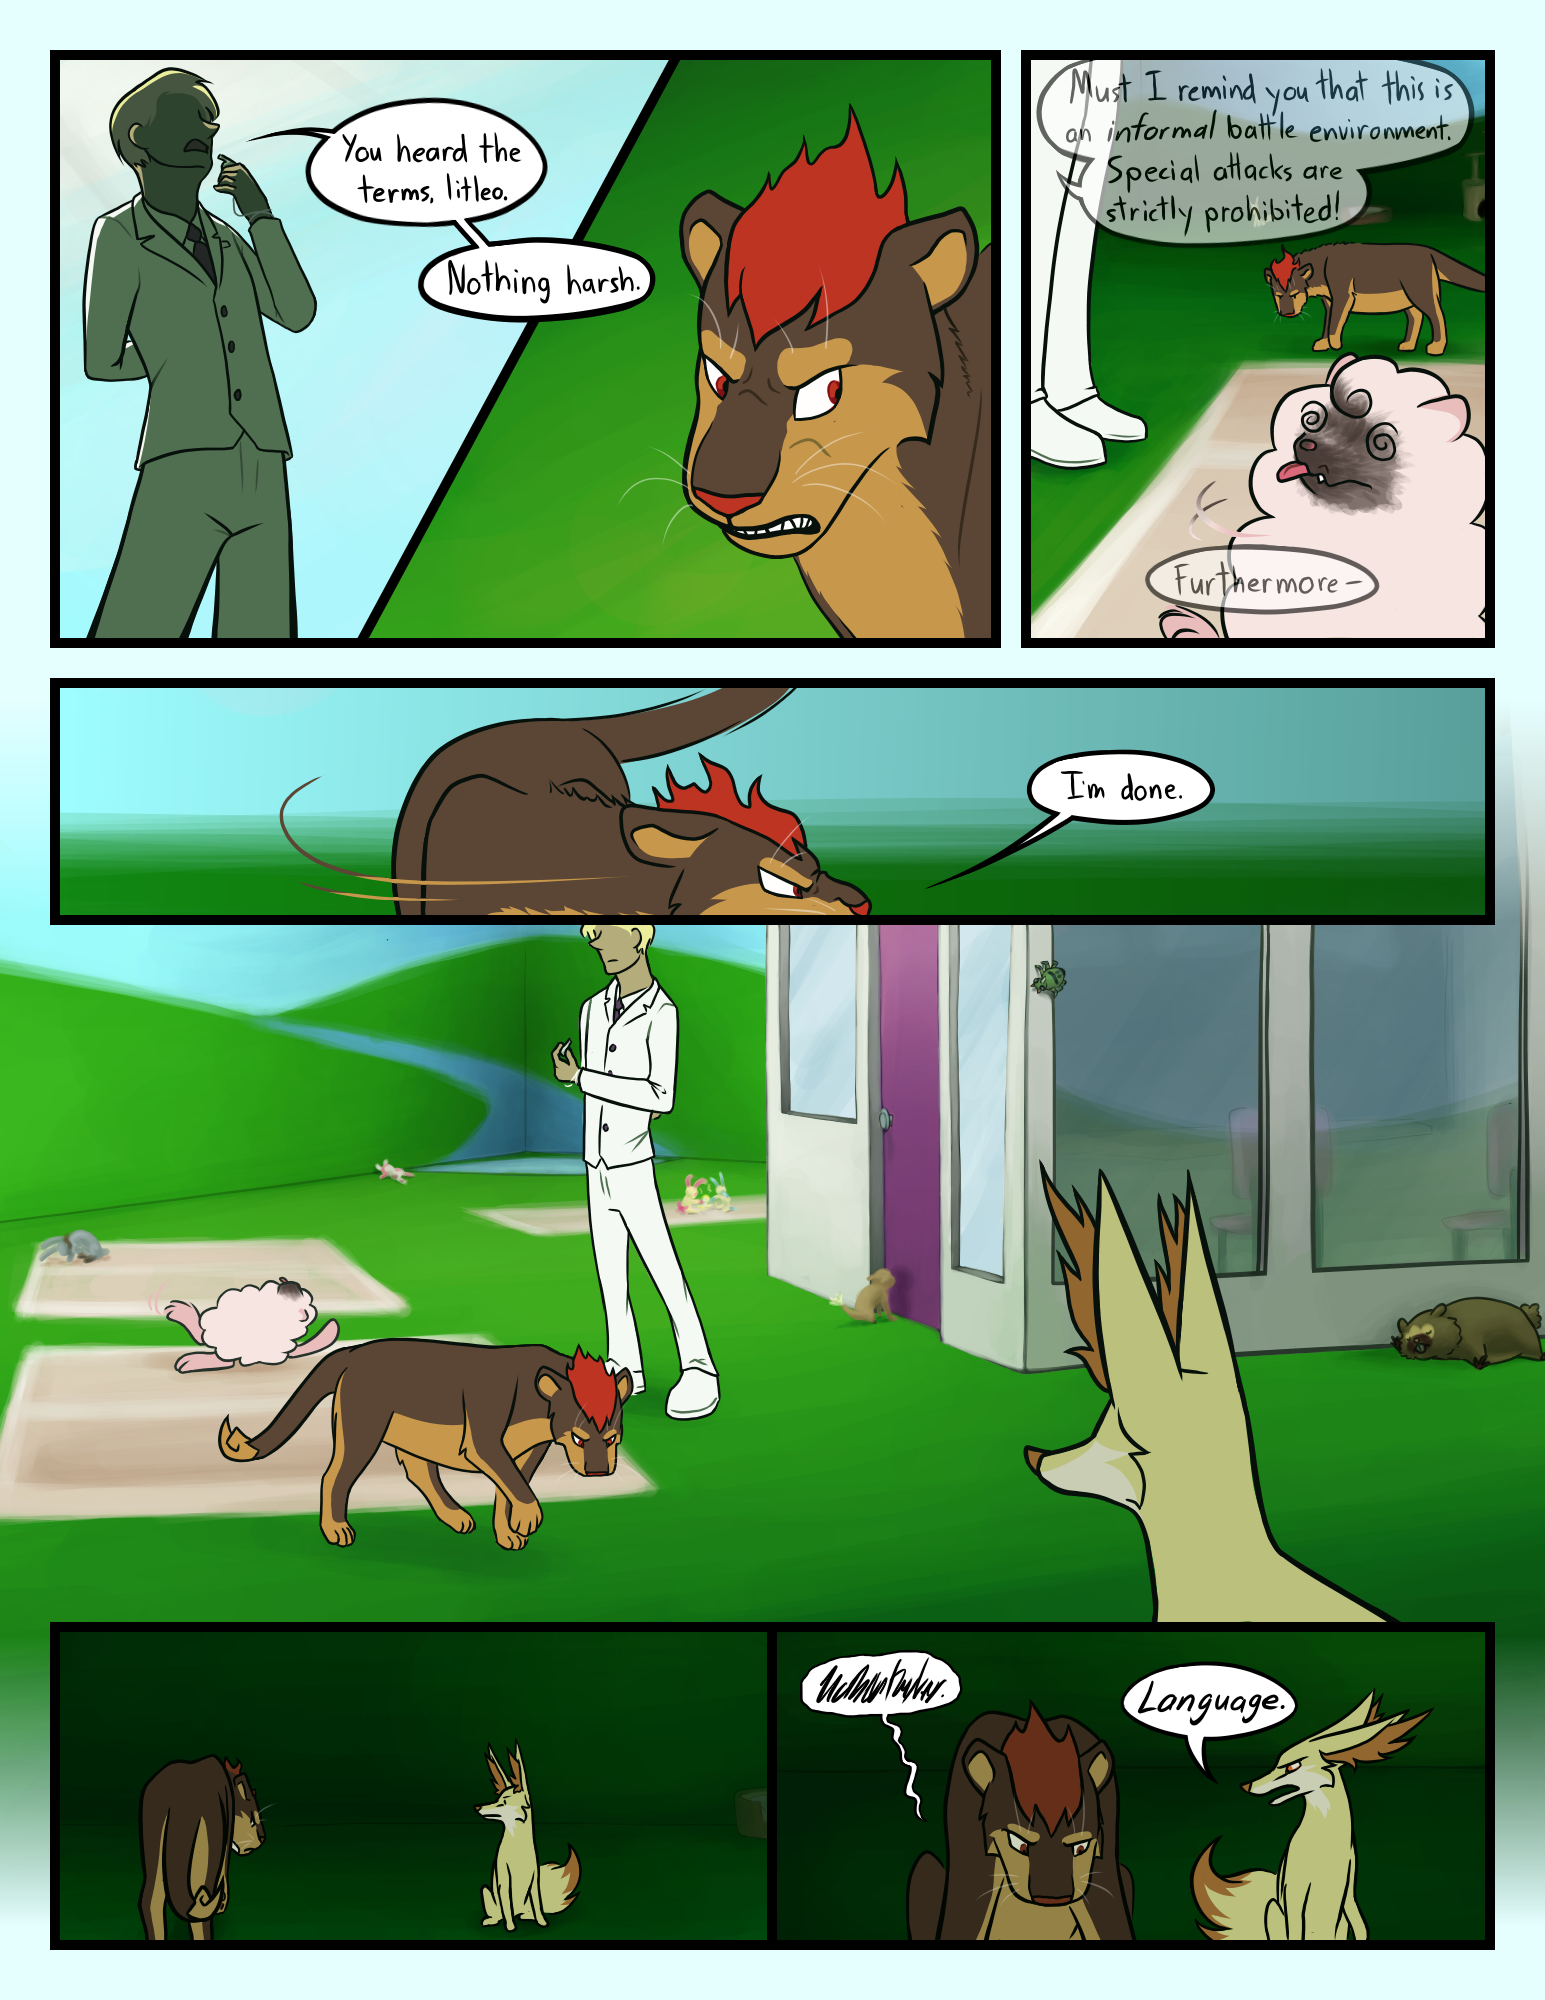 You heard the
terms, litleo.
Nothing harsh.
Must I remind you that this is
an informal battle environment.
Special attacks are
strictly prohibited!
Furthermore-
I'm done.
Language.